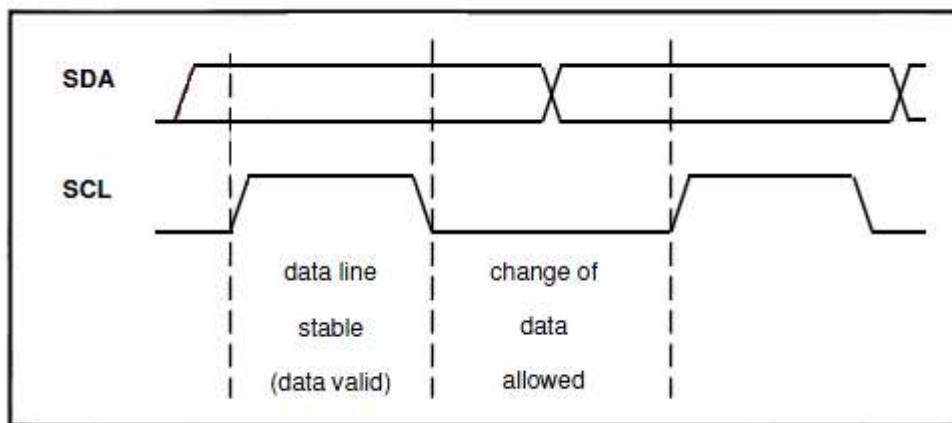 SDA
SCL
data line
stable
(data valid)
change of
data
allowed